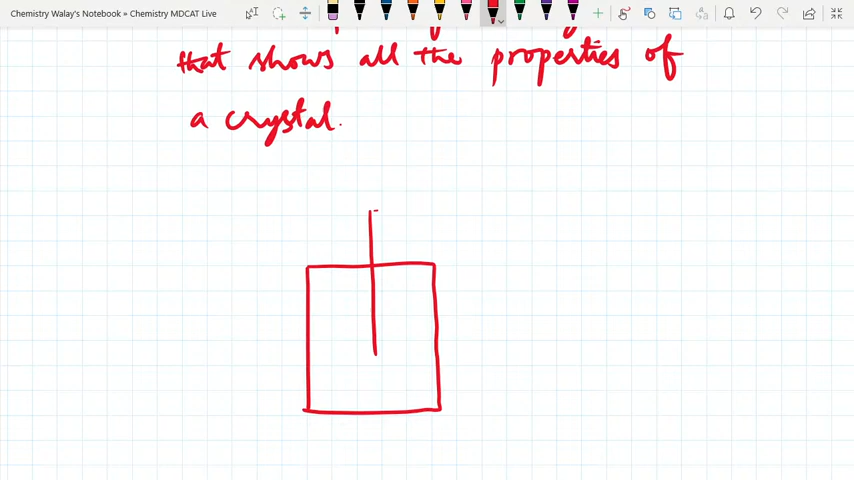 Chemistry Walay's Notebook » Chemistry MDCAT Live
that shows all the properties of
a crystal.